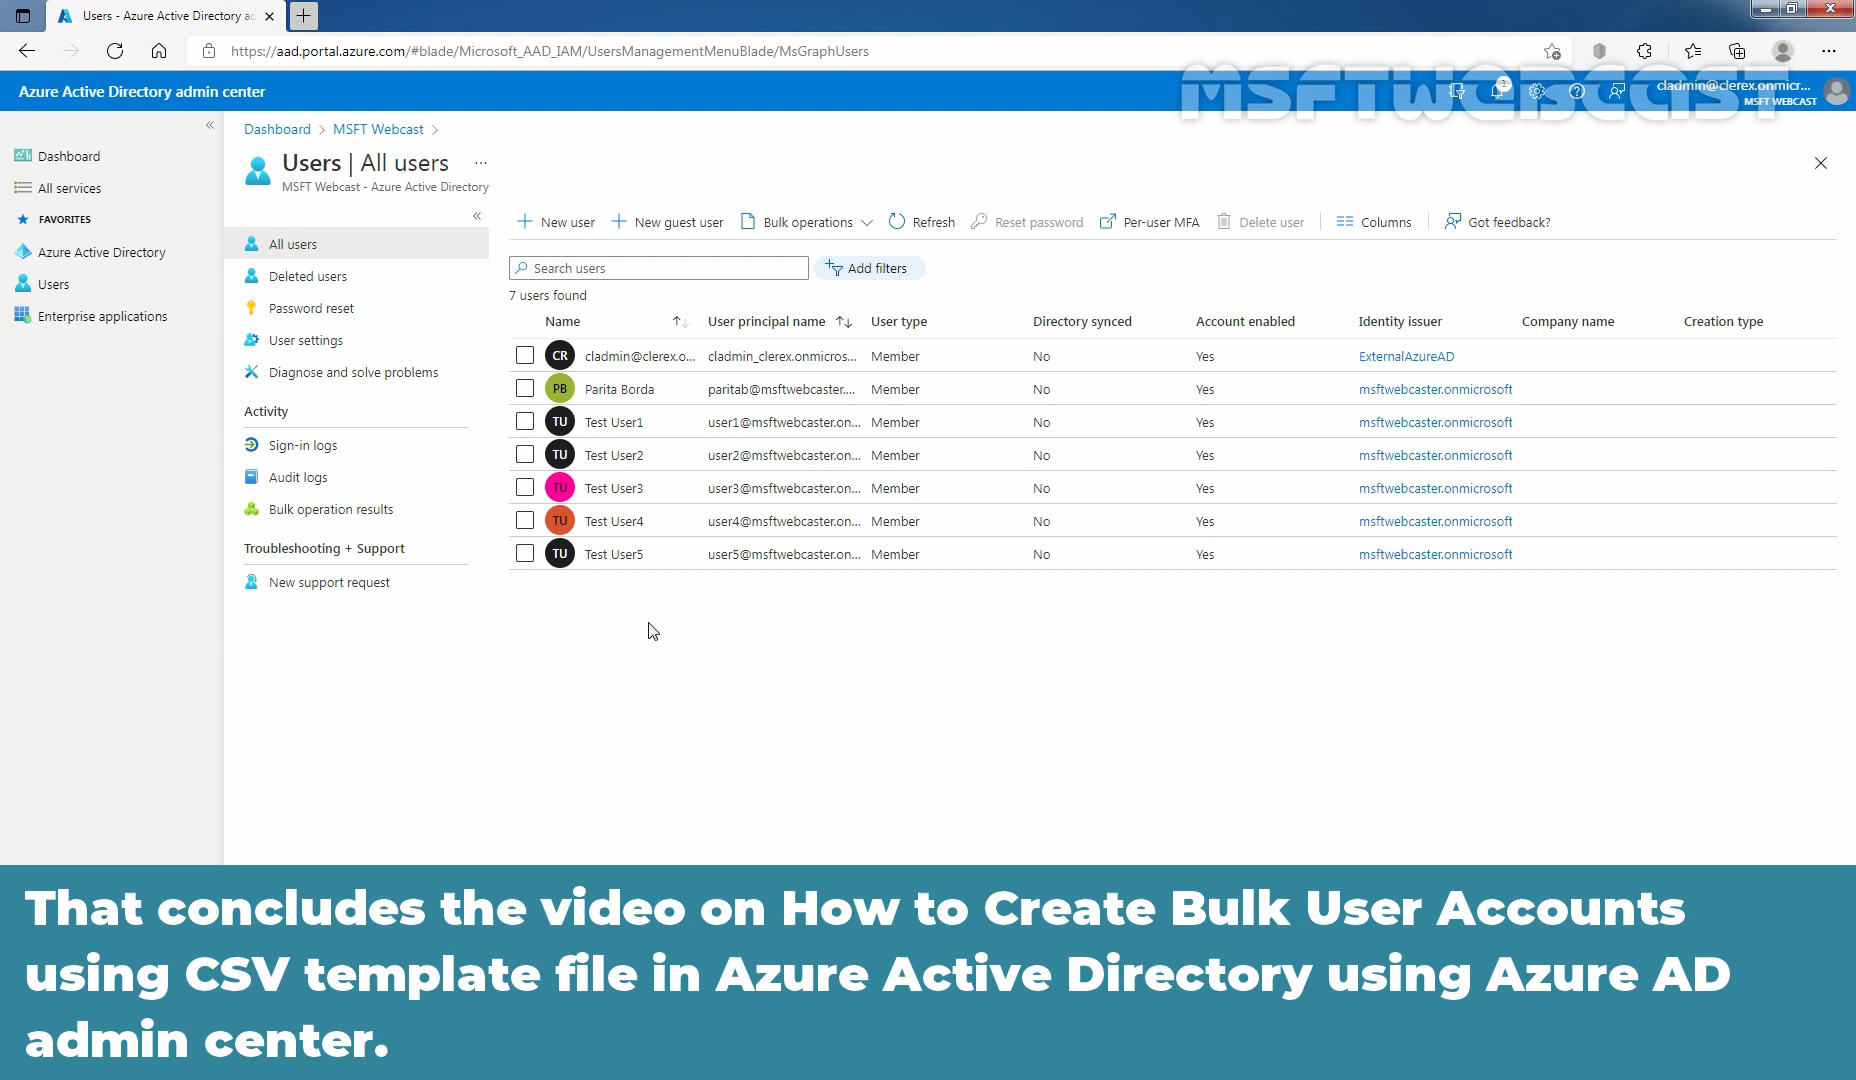 Users - Azure Active Directory ac
https://aad.portal.azure.com/#blade/Microsoft_AAD_IAM/UsersManagementMenuBlade/MsGraphUsers
MSFTWEBCAST
Azure Active Directory admin center
1
cladmin@clerex.onmicr...
MSFT WEBCAST
Dashboard
All services
FAVORITES
Azure Active Directory
Users
Enterprise applications
Dashboard > MSFT Webcast >
Users | All users ...
MSFT Webcast - Azure Active Directory
All users
Deleted users
Password reset
User settings
Diagnose and solve problems
Activity
Sign-in logs
Audit logs
Bulk operation results
Troubleshooting + Support
New support request
New user New guest user Bulk operations Refresh Reset password Per-user MFA Delete user Columns Got feedback?
Search users Add filters
7 users found
Name User principal name User type Directory synced Account enabled Identity issuer Company name Creation type
CR cladmin@clerex.o... cladmin_clerex.onmicros... Member No Yes ExternalAzureAD
PB Parita Borda paritab@msftwebcaster.... Member No Yes msftwebcaster.onmicrosoft
TU Test User1 user1@msftwebcaster.on... Member No Yes msftwebcaster.onmicrosoft
TU Test User2 user2@msftwebcaster.on... Member No Yes msftwebcaster.onmicrosoft
TU Test User3 user3@msftwebcaster.on... Member No Yes msftwebcaster.onmicrosoft
TU Test User4 user4@msftwebcaster.on... Member No Yes msftwebcaster.onmicrosoft
TU Test User5 user5@msftwebcaster.on... Member No Yes msftwebcaster.onmicrosoft
That concludes the video on How to Create Bulk User Accounts
using CSV template file in Azure Active Directory using Azure AD
admin center.